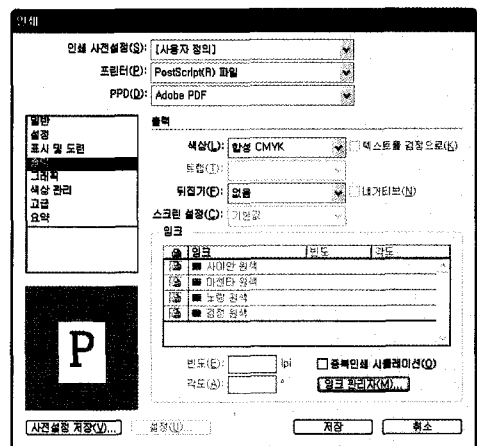 인쇄
인쇄 사전설정(S): [사용자 정의]
프린터(P): PostScript(R) 파일
PPD(D): Adobe PDF
일반
설정
표시 및 도련
출력
그래픽
색상 관리
고급
요약
출력
색상(L): 합성 CMYK 텍스트를 검정으로(K)
트랩(T):
뒤집기(F): 없음 네거티브(N)
스크린 설정(C): 기본값
잉크
잉크 빈도 각도
사이안 원색
마젠타 원색
노랑 원색
검정 원색
빈도(E): lpi 중복인쇄 시뮬레이션(O)
각도(A): ° 잉크 관리자(M)...
P
사전설정 저장(V)... 설정(U)... 저장 취소